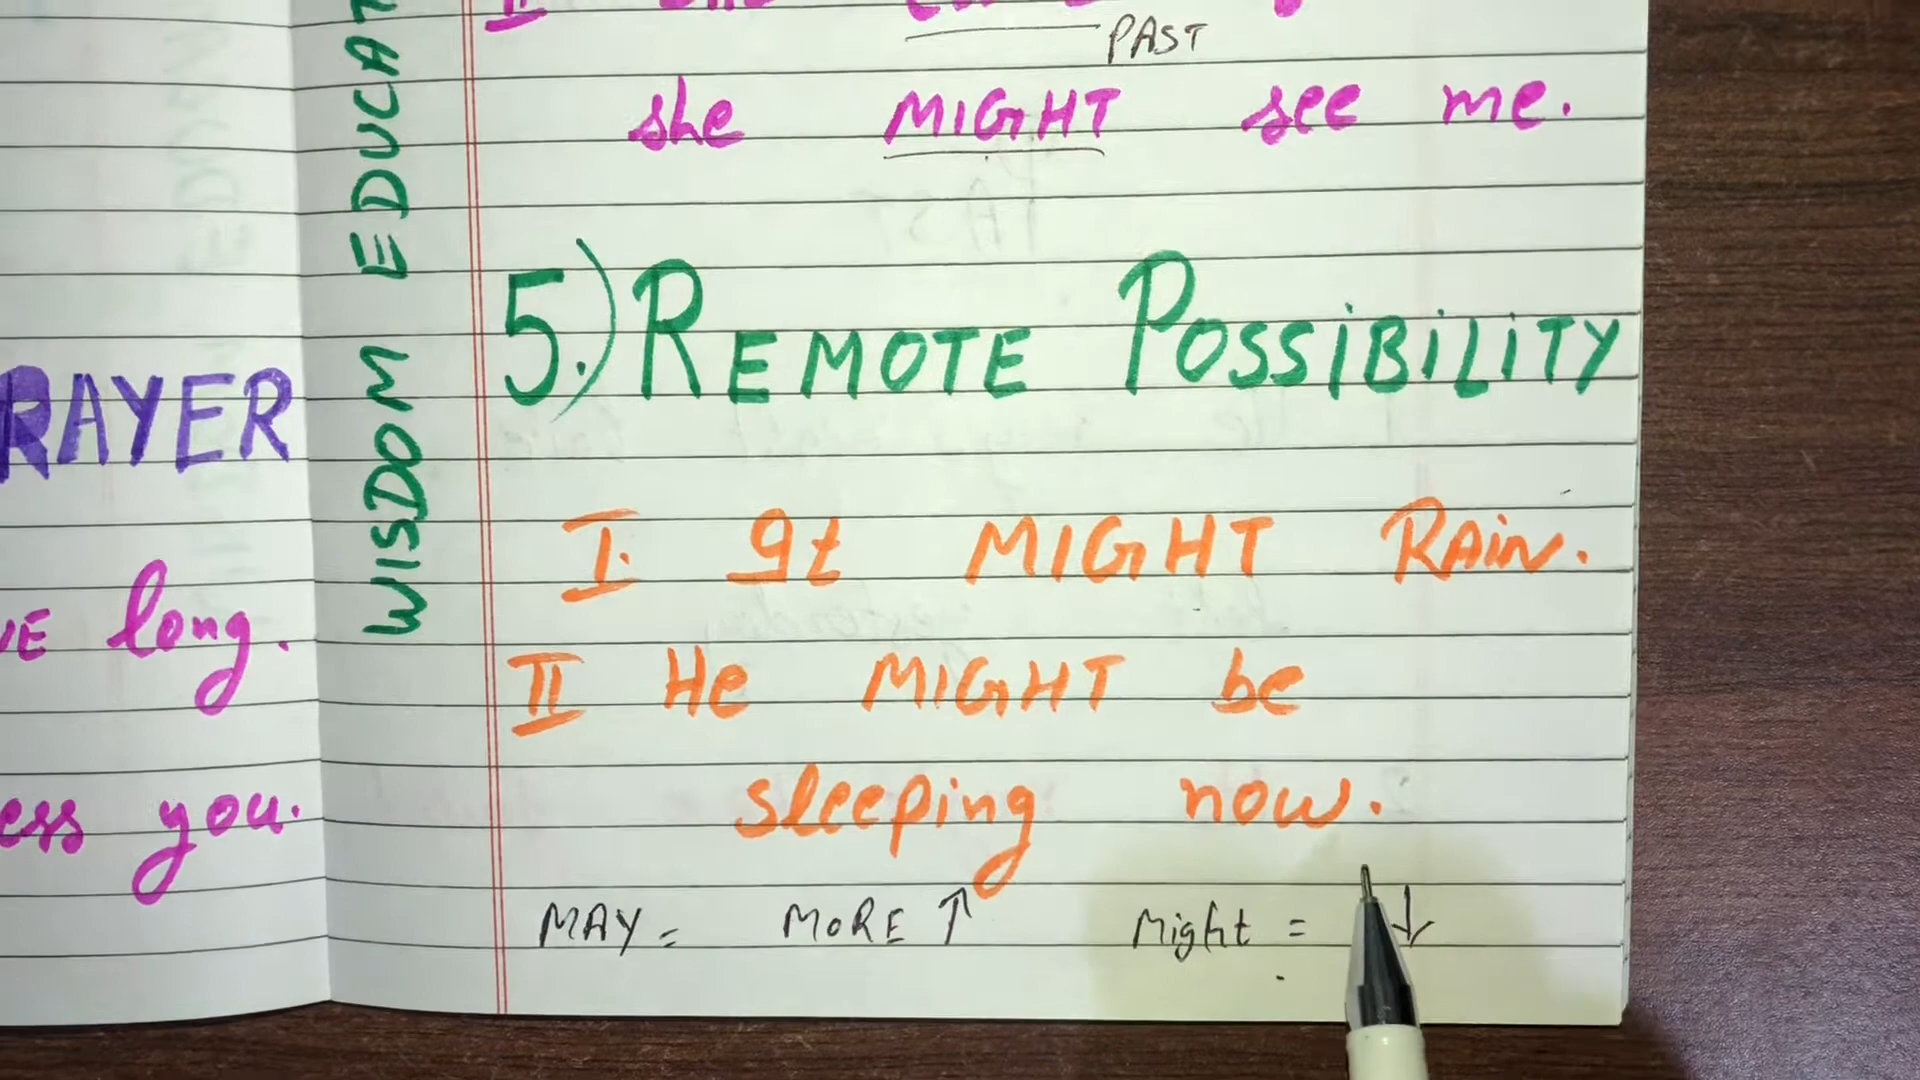 RAYER
VE long.
ess you.
WISDOM EDUCAT
II
PAST
she MIGHT see me.
5.) REMOTE POSSIBILITY
I. It MIGHT RAIN.
II He MIGHT be
sleeping now.
MAY = MORE ↑ Might = ↓